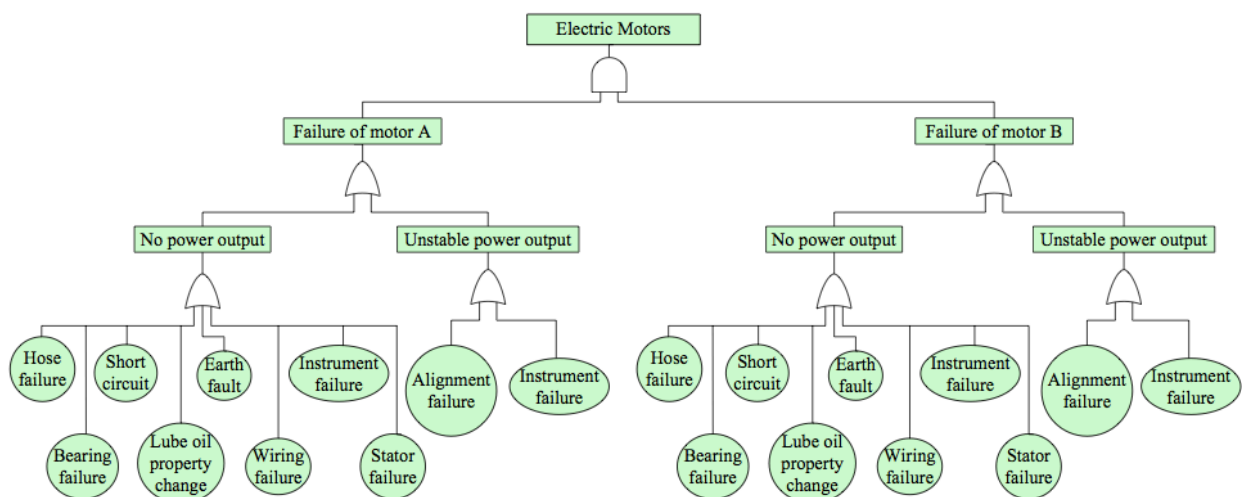 Electric Motors
Failure of motor A
Failure of motor B
No power output
Unstable power output
No power output
Unstable power output
Hose
failure
Short
circuit
Earth
fault
Instrument
failure
Alignment
failure
Instrument
failure
Bearing
failure
Lube oil
property
change
Wiring
failure
Stator
failure
Hose
failure
Short
circuit
Earth
fault
Instrument
failure
Alignment
failure
Instrument
failure
Bearing
failure
Lube oil
property
change
Wiring
failure
Stator
failure